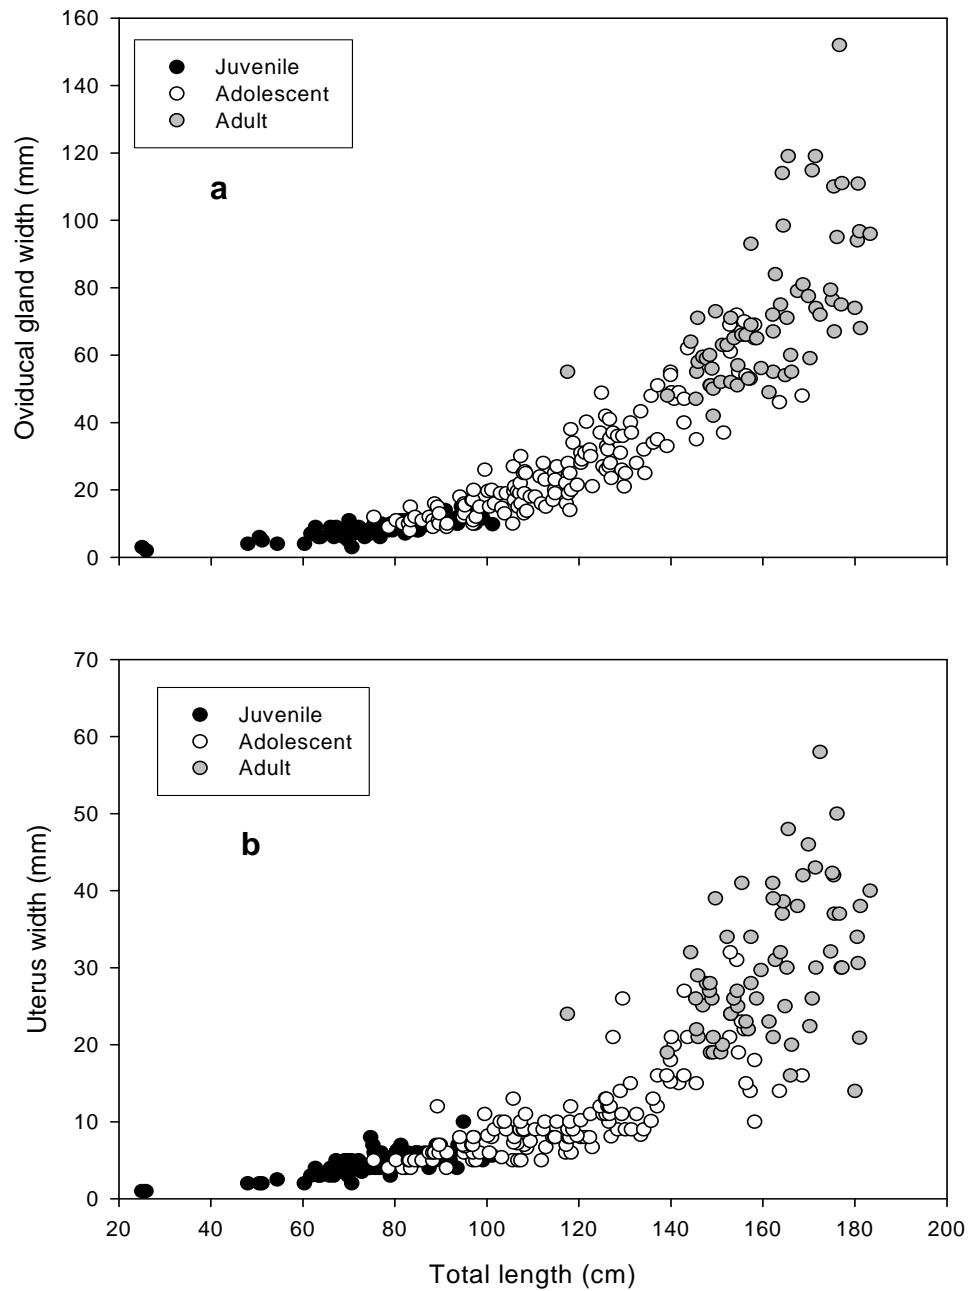 160
140
120
100
80
60
40
20
0
Oviducal gland width (mm)
Juvenile
Adolescent
Adult
a
70
60
50
40
30
20
10
0
Uterus width (mm)
Juvenile
Adolescent
Adult
b
20 40 60 80 100 120 140 160 180 200
Total length (cm)